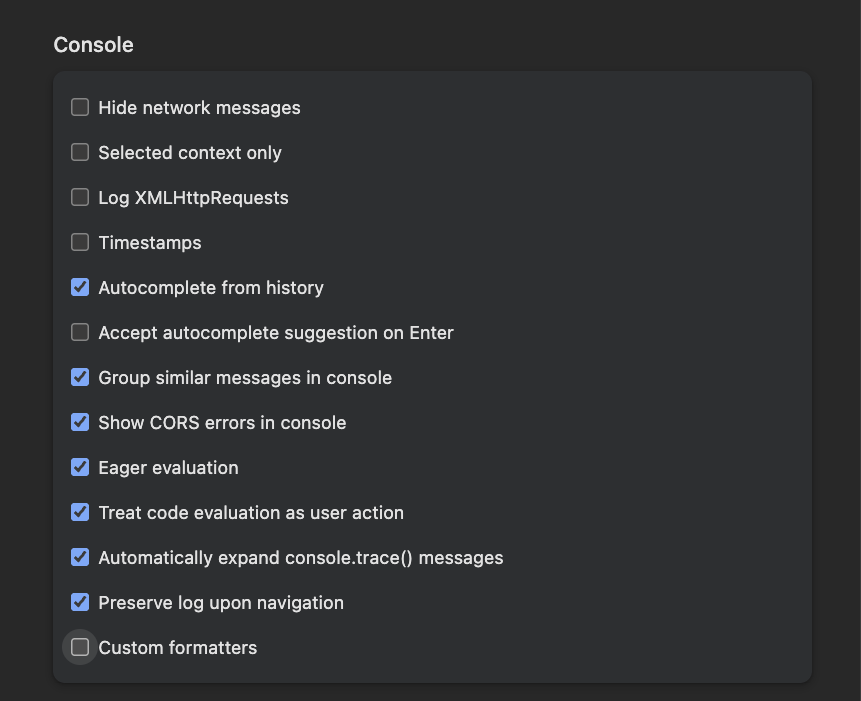 Console
Hide network messages
Selected context only
Log XMLHttpRequests
Timestamps
Autocomplete from history
Accept autocomplete suggestion on Enter
Group similar messages in console
Show CORS errors in console
Eager evaluation
Treat code evaluation as user action
Automatically expand console.trace() messages
Preserve log upon navigation
Custom formatters